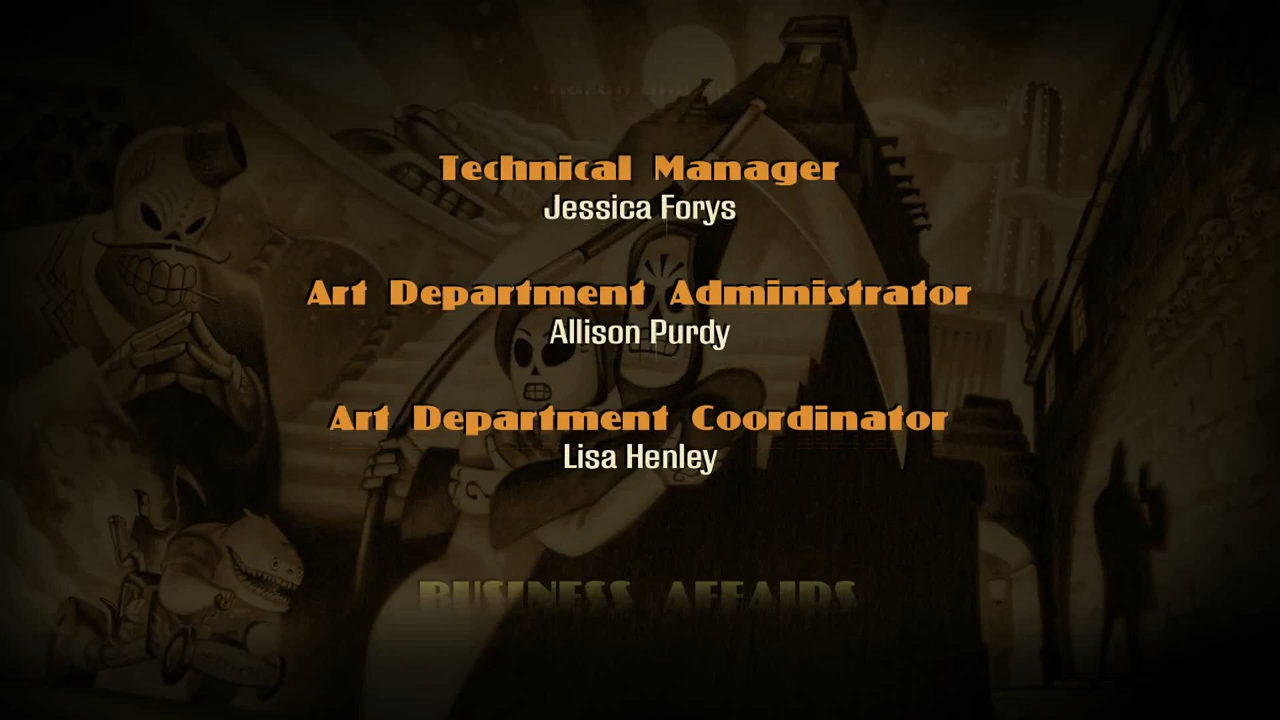 Technical Manager
Jessica Forys
Art Department Administrator
Allison Purdy
Art Department Coordinator
Lisa Henley
BUSINESS AFFAIRS